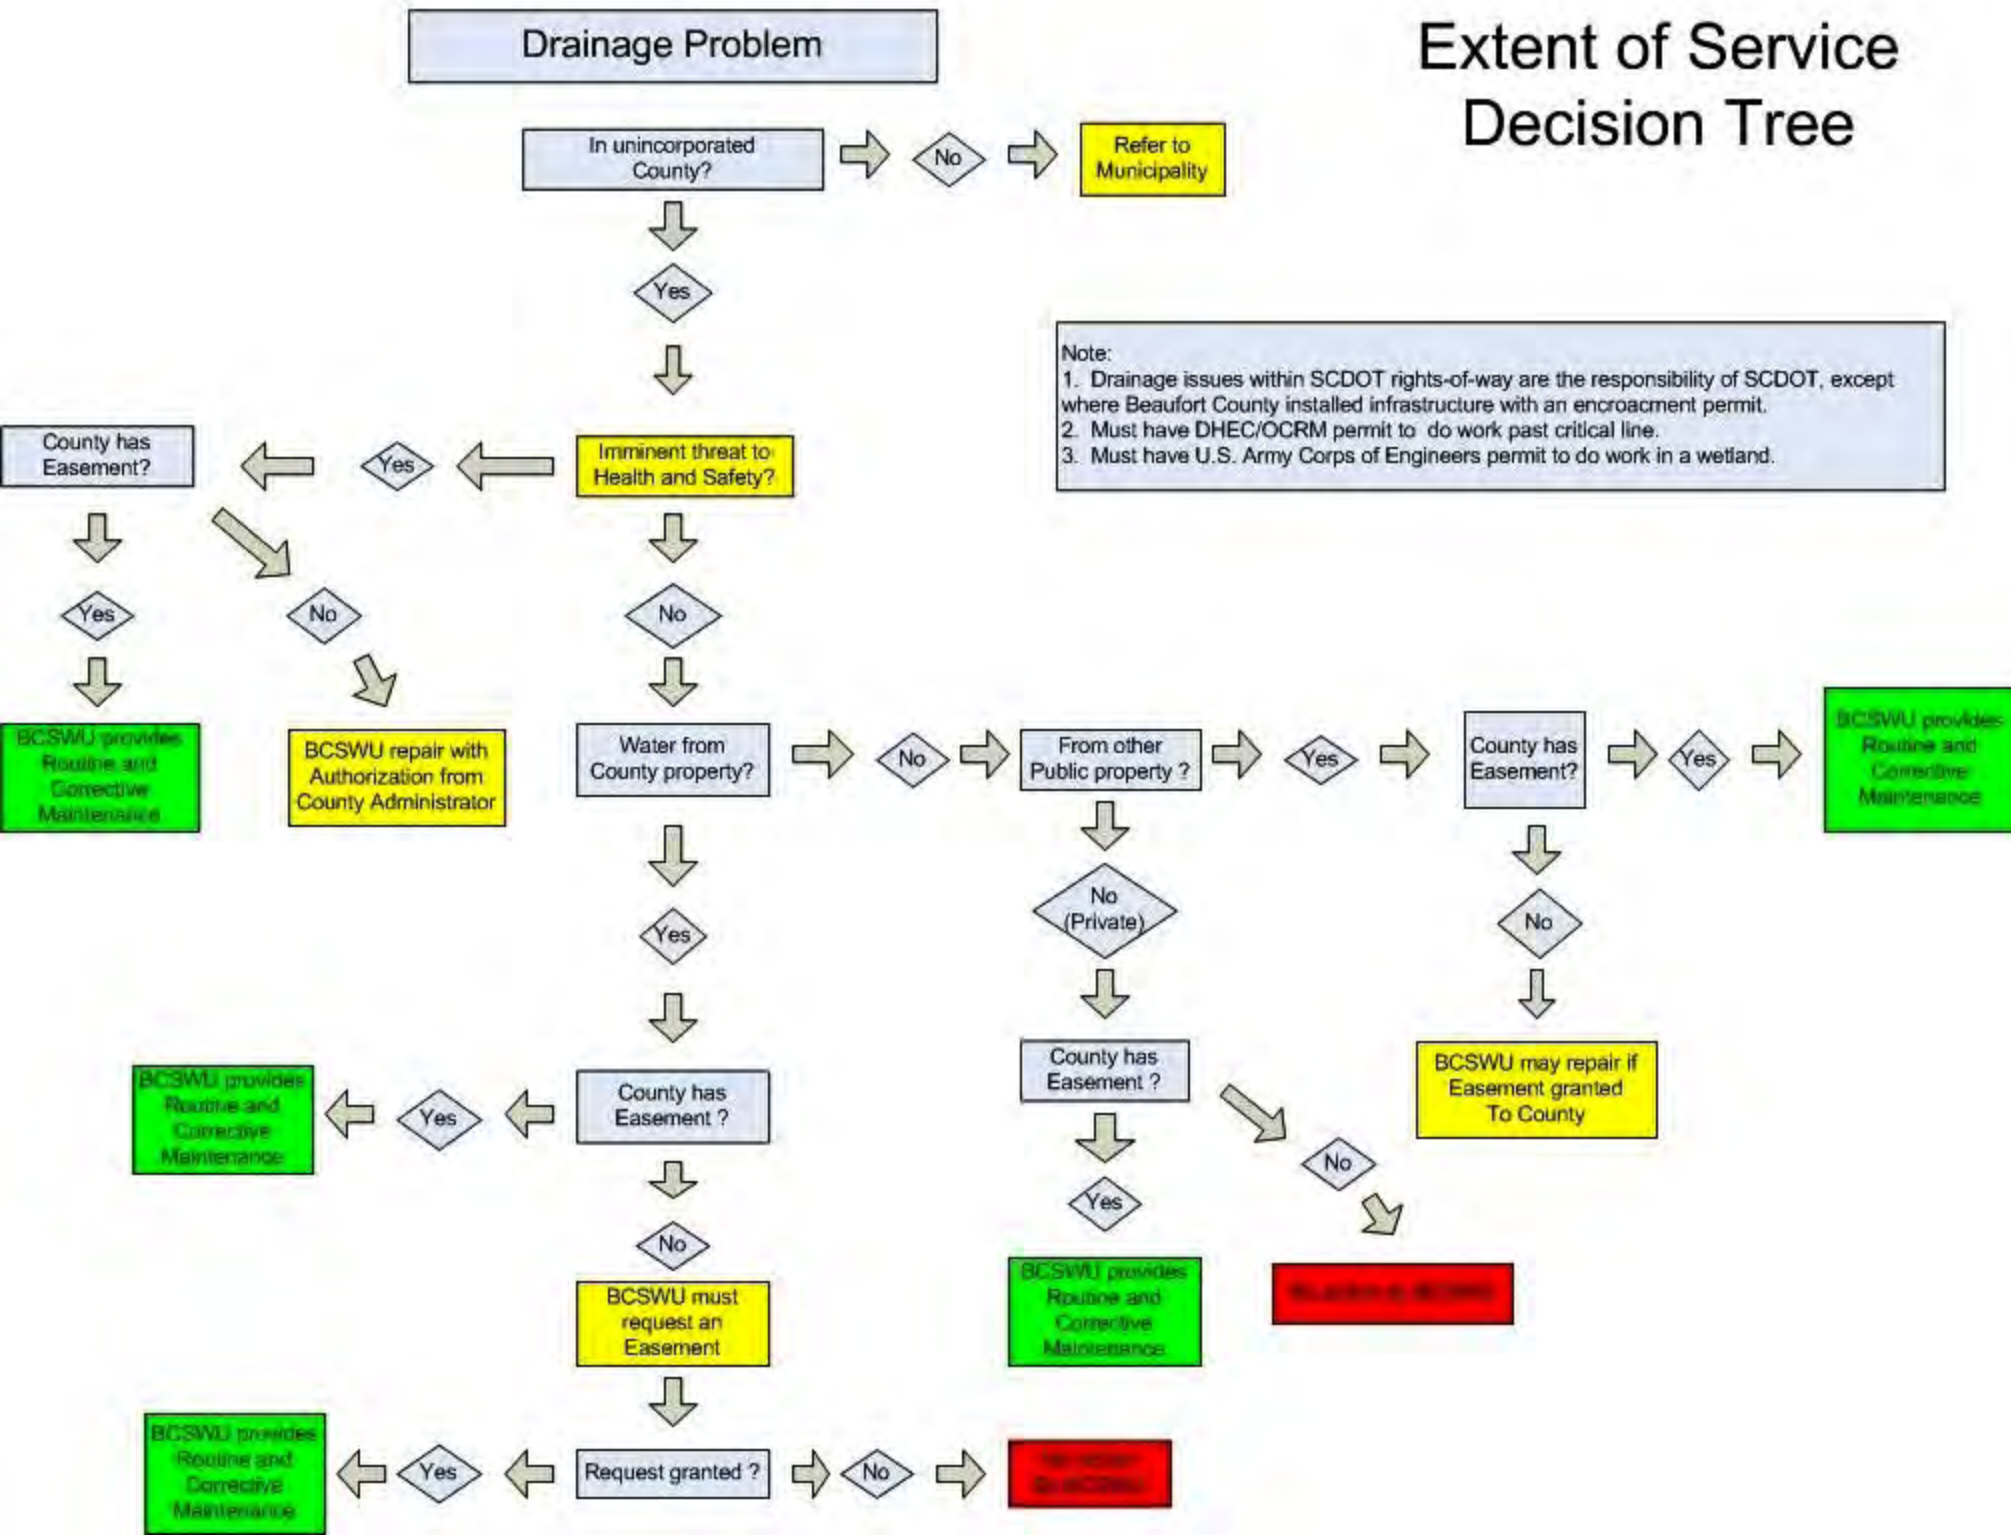 Drainage Problem
Extent of Service
Decision Tree
In unincorporated
County?
No
Refer to
Municipality
Yes
Note:
1. Drainage issues within SCDOT rights-of-way are the responsibility of SCDOT, except
where Beaufort County installed infrastructure with an encroacment permit.
2. Must have DHEC/OCRM permit to do work past critical line.
3. Must have U.S. Army Corps of Engineers permit to do work in a wetland.
County has
Easement?
Yes
Imminent threat to
Health and Safety?
Yes
No
No
BCSWU provides
Routine and
Corrective
Maintenance
BCSWU repair with
Authorization from
County Administrator
Water from
County property?
No
From other
Public property ?
Yes
County has
Easement?
Yes
BCSWU provides
Routine and
Corrective
Maintenance
Yes
No
(Private)
No
BCSWU provides
Routine and
Corrective
Maintenance
Yes
County has
Easement ?
County has
Easement ?
BCSWU may repair if
Easement granted
To County
No
Yes
No
BCSWU must
request an
Easement
BCSWU provides
Routine and
Corrective
Maintenance
BCSWU provides
Routine and
Corrective
Maintenance
Yes
Request granted ?
No